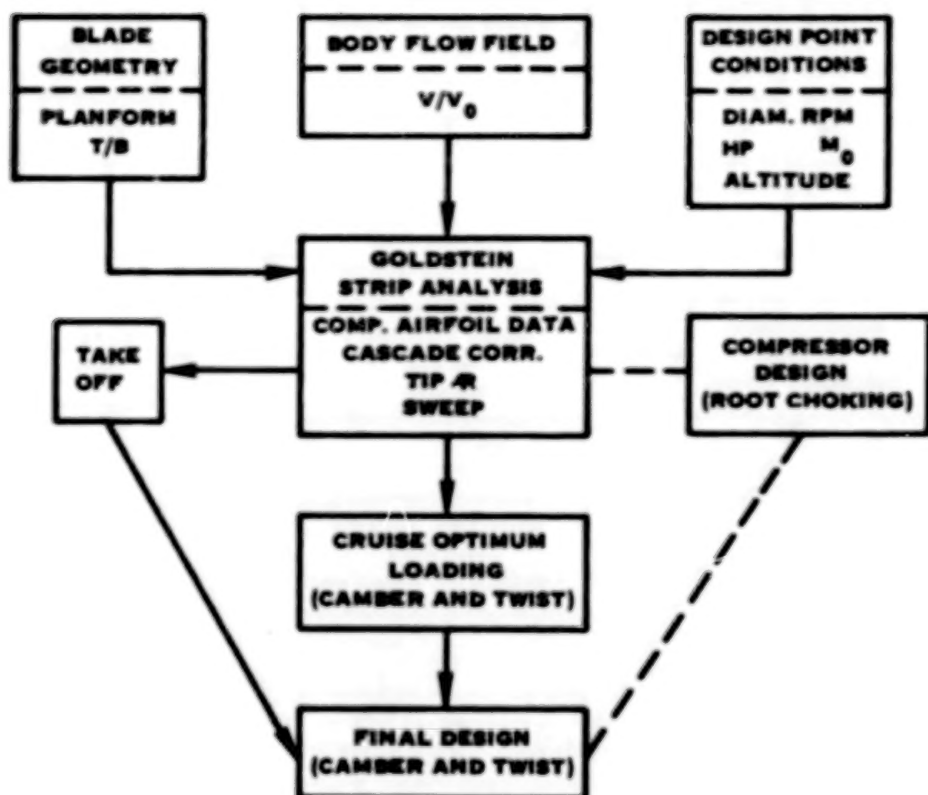 BLADE
GEOMETRY
PLANFORM
T/B
BODY FLOW FIELD
V/V₀
DESIGN POINT
CONDITIONS
DIAM. RPM
HP M₀
ALTITUDE
GOLDSTEIN
STRIP ANALYSIS
COMP. AIRFOIL DATA
CASCADE CORR.
TIP ÆR
SWEEP
TAKE
OFF
COMPRESSOR
DESIGN
(ROOT CHOKING)
CRUISE OPTIMUM
LOADING
(CAMBER AND TWIST)
FINAL DESIGN
(CAMBER AND TWIST)